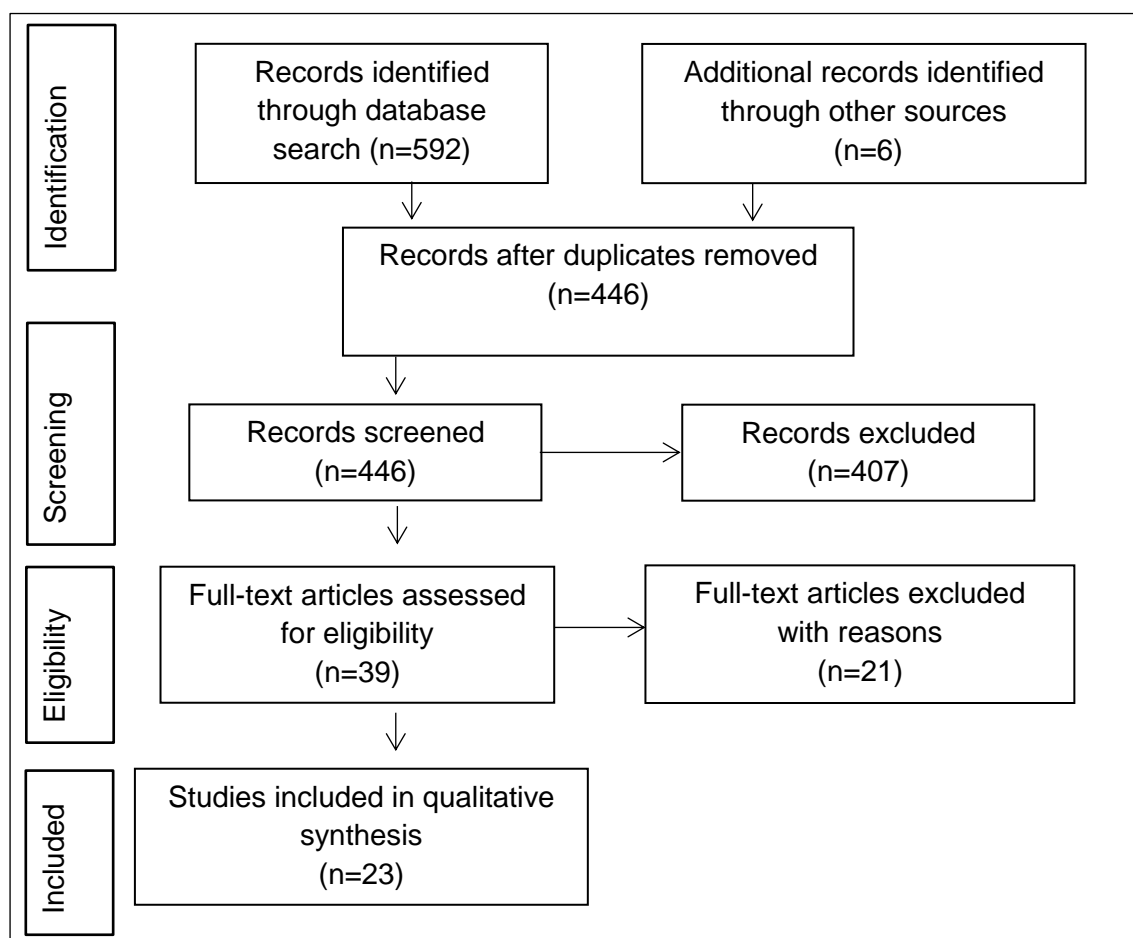 Identification
Records identified
through database
search (n=592)
Additional records identified
through other sources
(n=6)
Records after duplicates removed
(n=446)
Screening
Records screened
(n=446)
Records excluded
(n=407)
Eligibility
Full-text articles assessed
for eligibility
(n=39)
Full-text articles excluded
with reasons
(n=21)
Included
Studies included in qualitative
synthesis
(n=23)